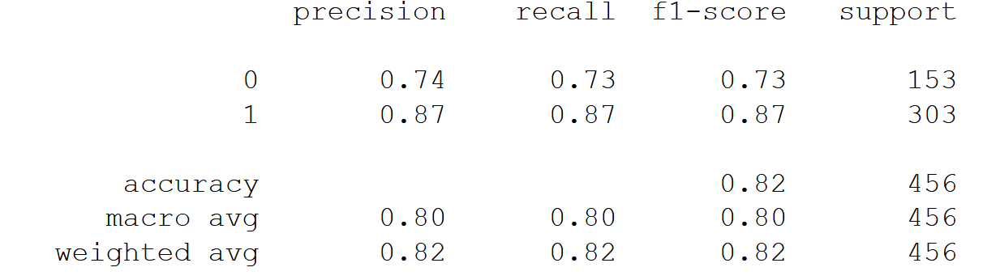 precision recall f1-score support
0 0.74 0.73 0.73 153
1 0.87 0.87 0.87 303
accuracy 0.82 456
macro avg 0.80 0.80 0.80 456
weighted avg 0.82 0.82 0.82 456